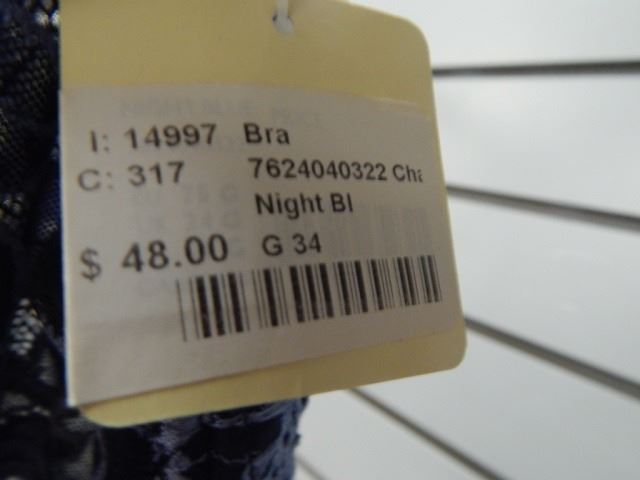 I: 14997 Bra
C: 317 7624040322 Cha
Night Bl
$ 48.00 G 34